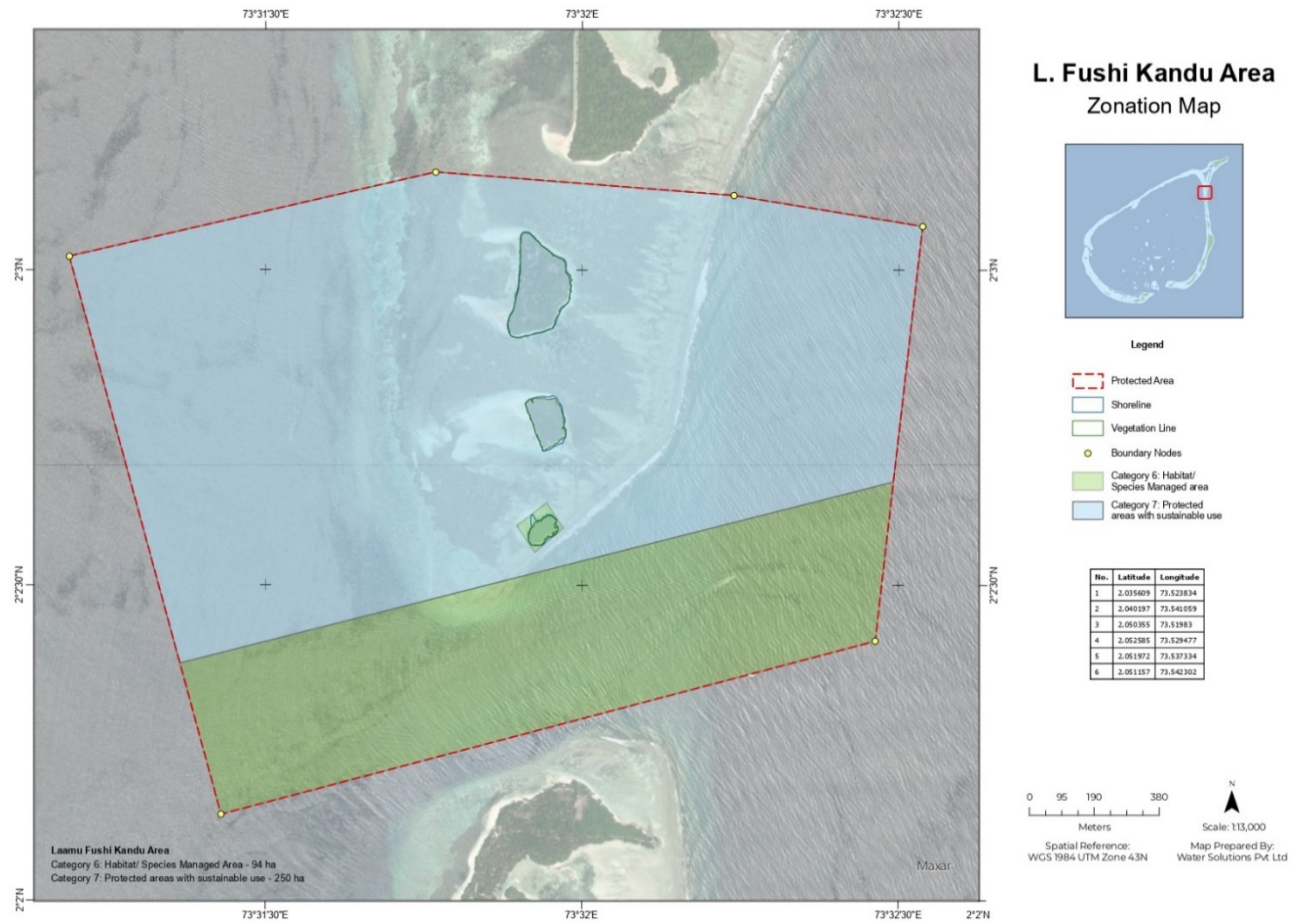 73°31'30"E
73°32'E
73°32'30"E
2°3'N
2°3'N
2°2'30"N
2°2'30"N
2°2'N
73°31'30"E
73°32'E
73°32'30"E
2°2'N
Laamu Fushi Kandu Area
Category 6: Habitat/ Species Managed Area - 94 ha
Category 7: Protected areas with sustainable use - 250 ha
Maxar
L. Fushi Kandu Area
Zonation Map
Legend
Protected Area
Shoreline
Vegetation Line
Boundary Nodes
Category 6: Habitat/
Species Managed area
Category 7: Protected
areas with sustainable use
No. Latitude Longitude
1 2.035609 73.523834
2 2.040197 73.541059
3 2.050355 73.51983
4 2.052585 73.529477
5 2.051972 73.537334
6 2.051157 73.542302
0 95 190 380
Meters
Spatial Reference:
WGS 1984 UTM Zone 43N
N
Scale: 1:13,000
Map Prepared By:
Water Solutions Pvt Ltd